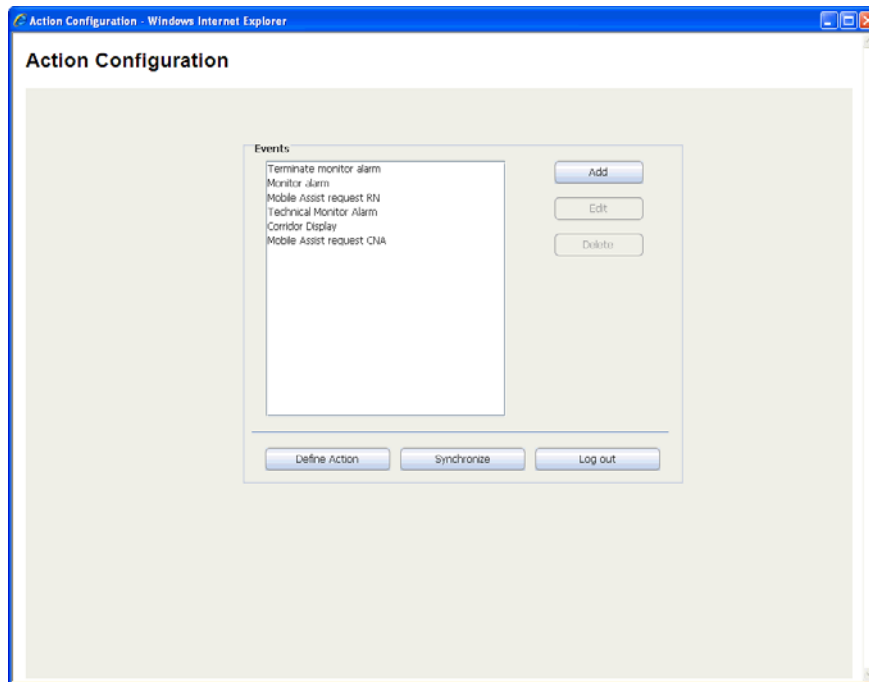 Action Configuration - Windows Internet Explorer
Action Configuration
Events
Terminate monitor alarm
Monitor alarm
Mobile Assist request RN
Technical Monitor Alarm
Corridor Display
Mobile Assist request CNA
Add
Edit
Delete
Define Action
Synchronize
Log out